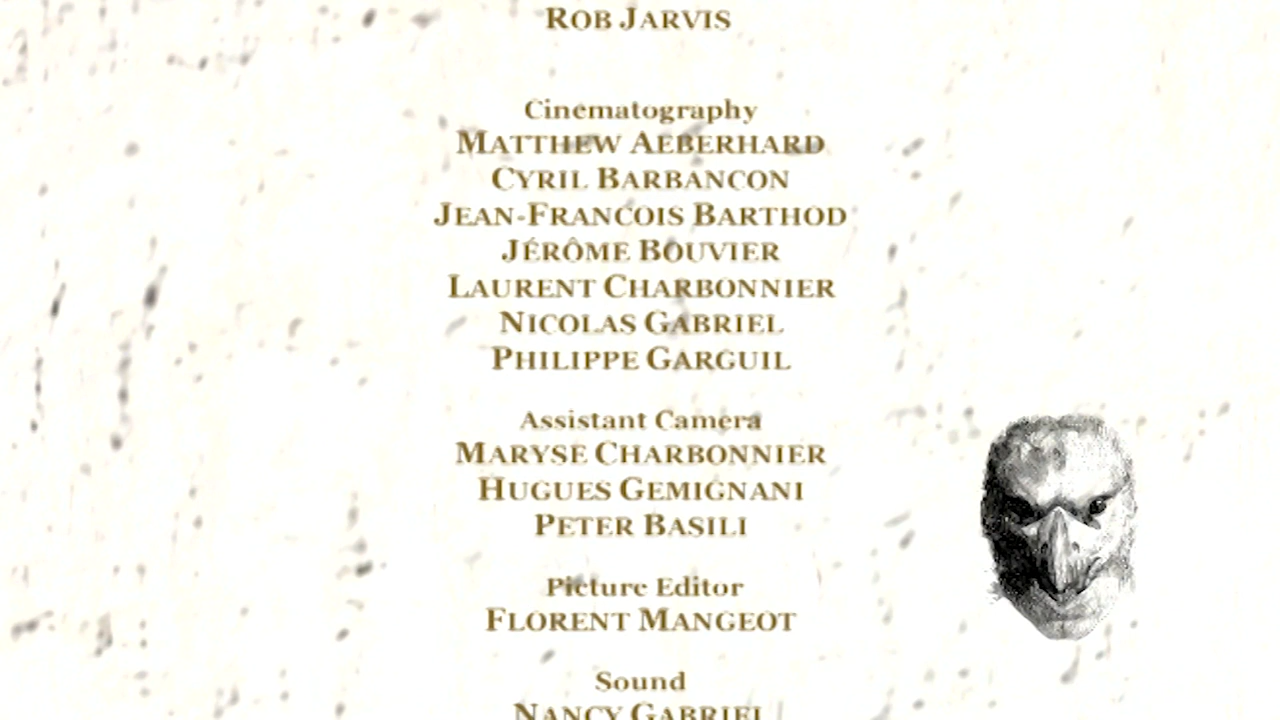 ROB JARVIS
Cinematography
MATTHEW AEBERHARD
CYRIL BARBANCON
JEAN-FRANCOIS BARTHOD
JÉRÔME BOUVIER
LAURENT CHARBONNIER
NICOLAS GABRIEL
PHILIPPE GARGUIL
Assistant Camera
MARYSE CHARBONNIER
HUGUES GEMIGNANI
PETER BASILI
Picture Editor
FLORENT MANGEOT
Sound
NANCY GABRIEL